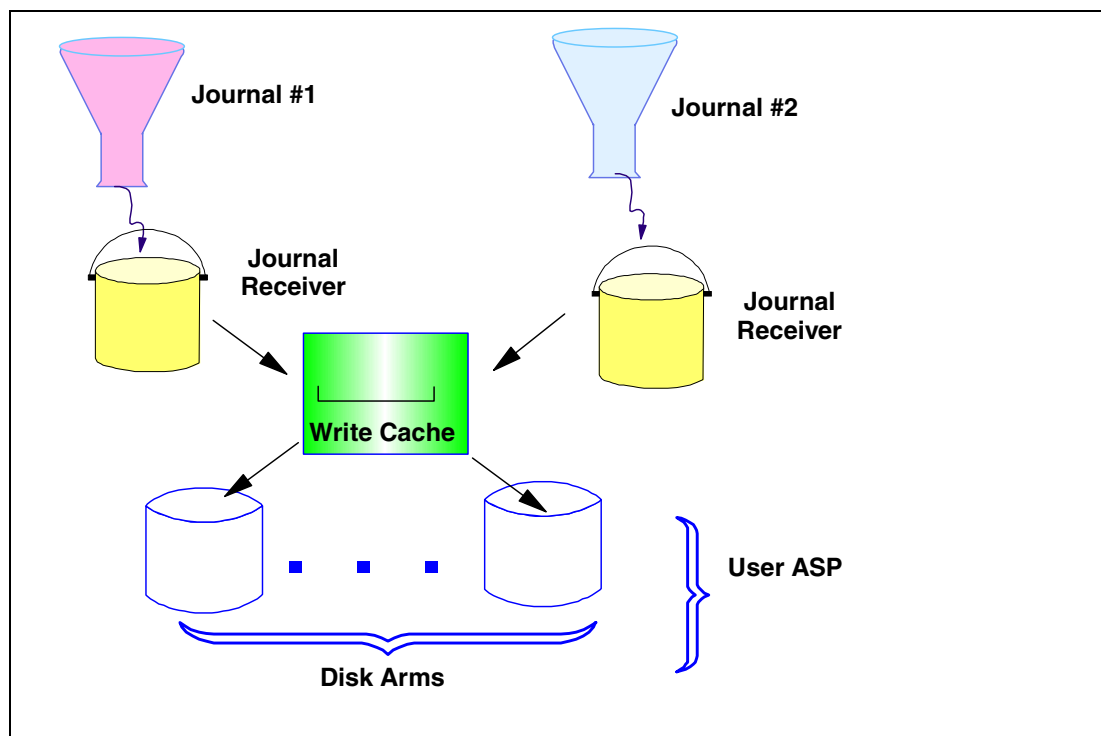 Journal #1
Journal #2
Journal
Receiver
Journal
Receiver
Write Cache
User ASP
Disk Arms